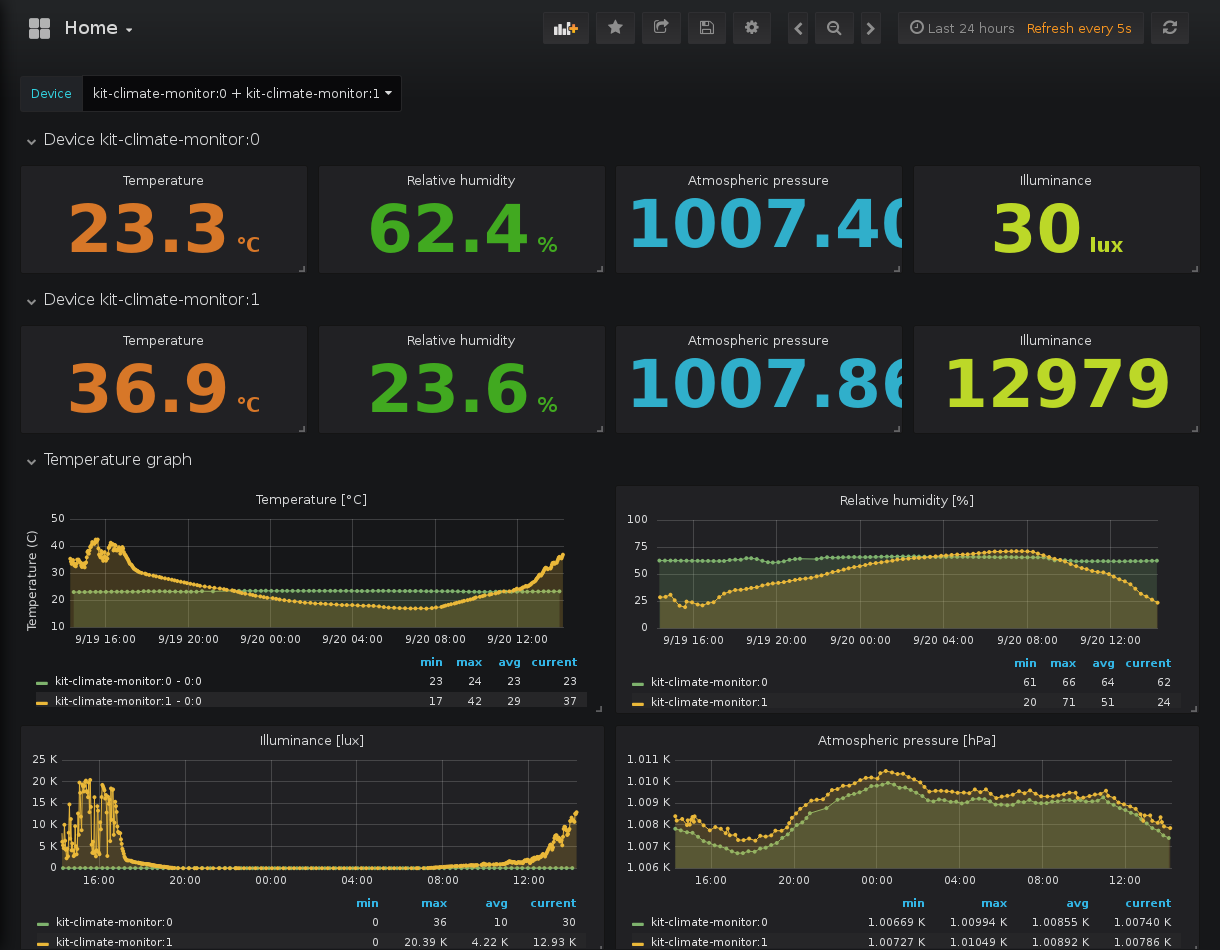 Home
Last 24 hours Refresh every 5s
Device kit-climate-monitor:0 + kit-climate-monitor:1
Device kit-climate-monitor:0
Temperature Relative humidity Atmospheric pressure Illuminance
23.3 °C 62.4 % 1007.40 30 lux
Device kit-climate-monitor:1
Temperature Relative humidity Atmospheric pressure Illuminance
36.9 °C 23.6 % 1007.86 12979
Temperature graph
Temperature [°C]
Temperature (C)
50
40
30
20
10
9/19 16:00 9/19 20:00 9/20 00:00 9/20 04:00 9/20 08:00 9/20 12:00
min max avg current
kit-climate-monitor:0 - 0:0 23 24 23 23
kit-climate-monitor:1 - 0:0 17 42 29 37
Relative humidity [%]
100
75
50
25
0
9/19 16:00 9/19 20:00 9/20 00:00 9/20 04:00 9/20 08:00 9/20 12:00
min max avg current
kit-climate-monitor:0 61 66 64 62
kit-climate-monitor:1 20 71 51 24
Illuminance [lux]
25 K
20 K
15 K
10 K
5 K
0
16:00 20:00 00:00 04:00 08:00 12:00
min max avg current
kit-climate-monitor:0 0 36 10 30
kit-climate-monitor:1 0 20.39 K 4.22 K 12.93 K
Atmospheric pressure [hPa]
1.011 K
1.010 K
1.009 K
1.008 K
1.007 K
1.006 K
16:00 20:00 00:00 04:00 08:00 12:00
min max avg current
kit-climate-monitor:0 1.00669 K 1.00994 K 1.00855 K 1.00740 K
kit-climate-monitor:1 1.00727 K 1.01049 K 1.00892 K 1.00786 K